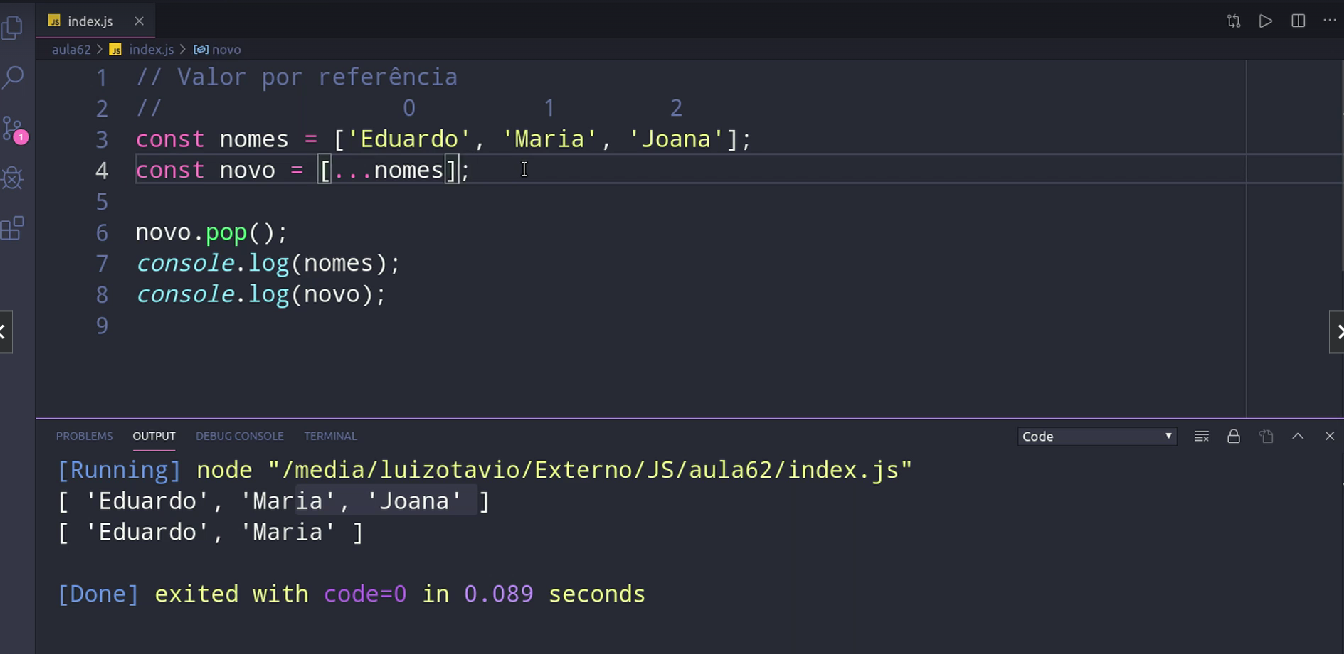 JS index.js
aula62 > JS index.js > novo
1 // Valor por referência
2 // 0 1 2
3 const nomes = ['Eduardo', 'Maria', 'Joana'];
4 const novo = [...nomes];
5
6 novo.pop();
7 console.log(nomes);
8 console.log(novo);
9
1
PROBLEMS OUTPUT DEBUG CONSOLE TERMINAL Code
[Running] node "/media/luizotavio/Externo/JS/aula62/index.js"
[ 'Eduardo', 'Maria', 'Joana' ]
[ 'Eduardo', 'Maria' ]
[Done] exited with code=0 in 0.089 seconds